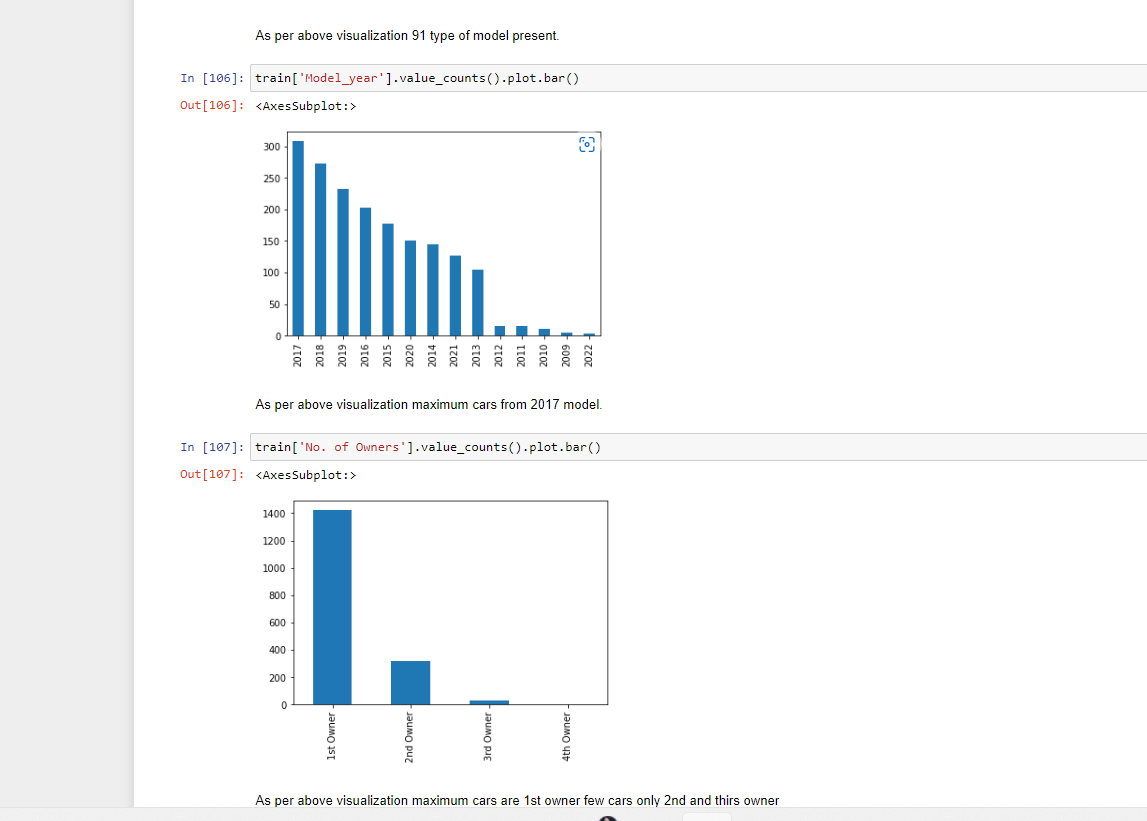 As per above visualization 91 type of model present.
In [106]: train['Model_year'].value_counts().plot.bar()
Out[106]: <AxesSubplot:>
300
250
200
150
100
50
0
2017 2018 2019 2016 2015 2020 2014 2021 2013 2012 2011 2010 2009 2022
As per above visualization maximum cars from 2017 model.
In [107]: train['No. of Owners'].value_counts().plot.bar()
Out[107]: <AxesSubplot:>
1400
1200
1000
800
600
400
200
0
1st Owner 2nd Owner 3rd Owner 4th Owner
As per above visualization maximum cars are 1st owner few cars only 2nd and thirs owner